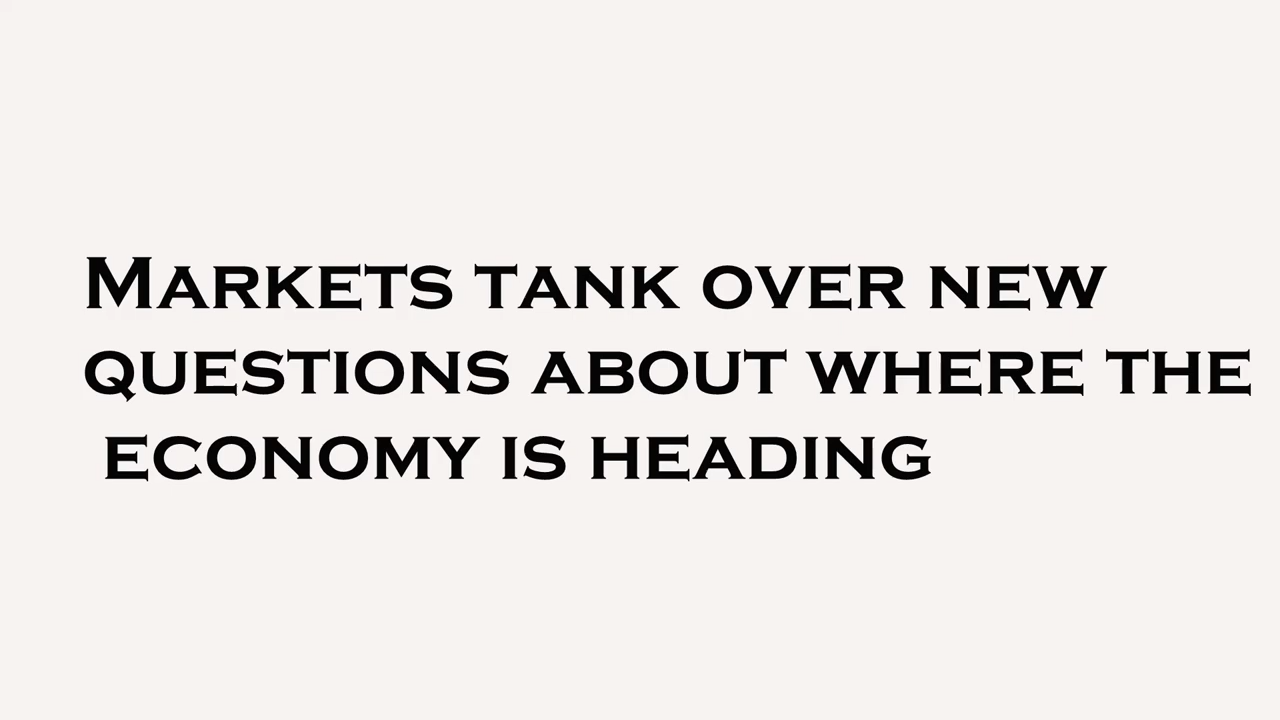 Markets tank over new
questions about where the
economy is heading